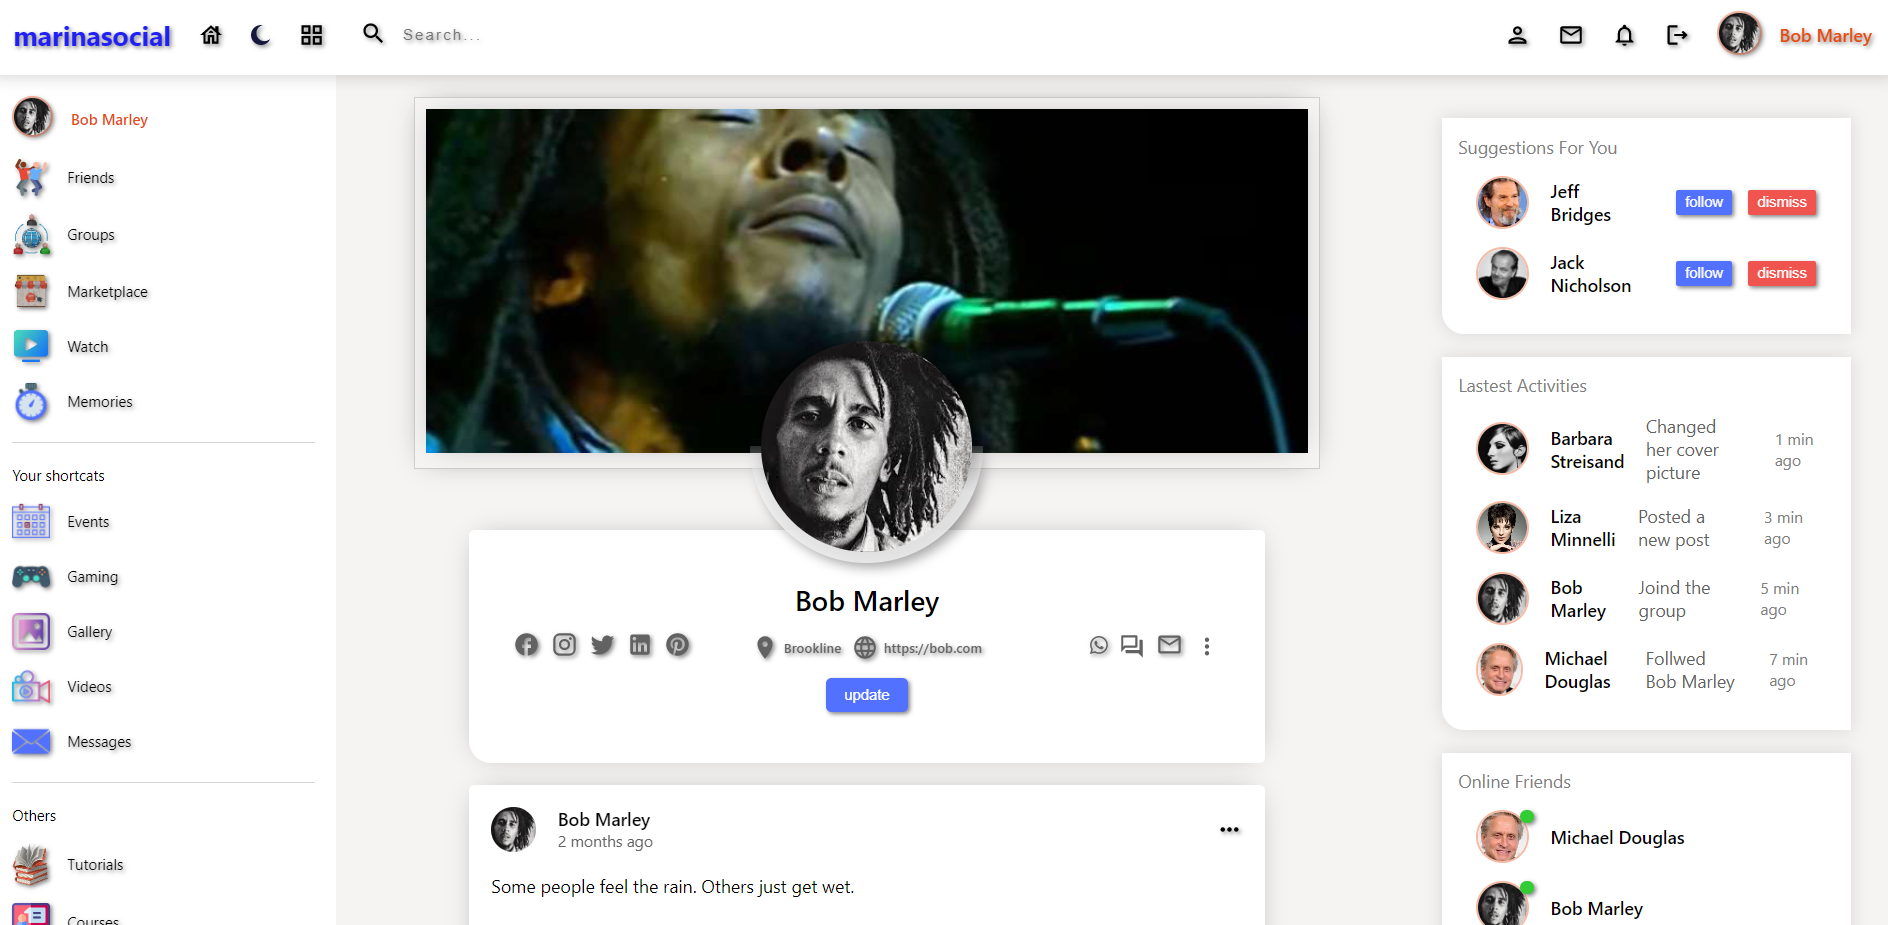 marinasocial
Search...
Bob Marley
Bob Marley
Friends
Groups
Marketplace
Watch
Memories
Your shortcats
Events
Gaming
Gallery
Videos
Messages
Others
Tutorials
Courses
Bob Marley
Brookline
https://bob.com
update
Bob Marley
2 months ago
Some people feel the rain. Others just get wet.
Suggestions For You
Jeff
Bridges
follow
dismiss
Jack
Nicholson
follow
dismiss
Lastest Activities
Barbara
Streisand
Changed
her cover
picture
1 min
ago
Liza
Minnelli
Posted a
new post
3 min
ago
Bob
Marley
Joind the
group
5 min
ago
Michael
Douglas
Follwed
Bob Marley
7 min
ago
Online Friends
Michael Douglas
Bob Marley